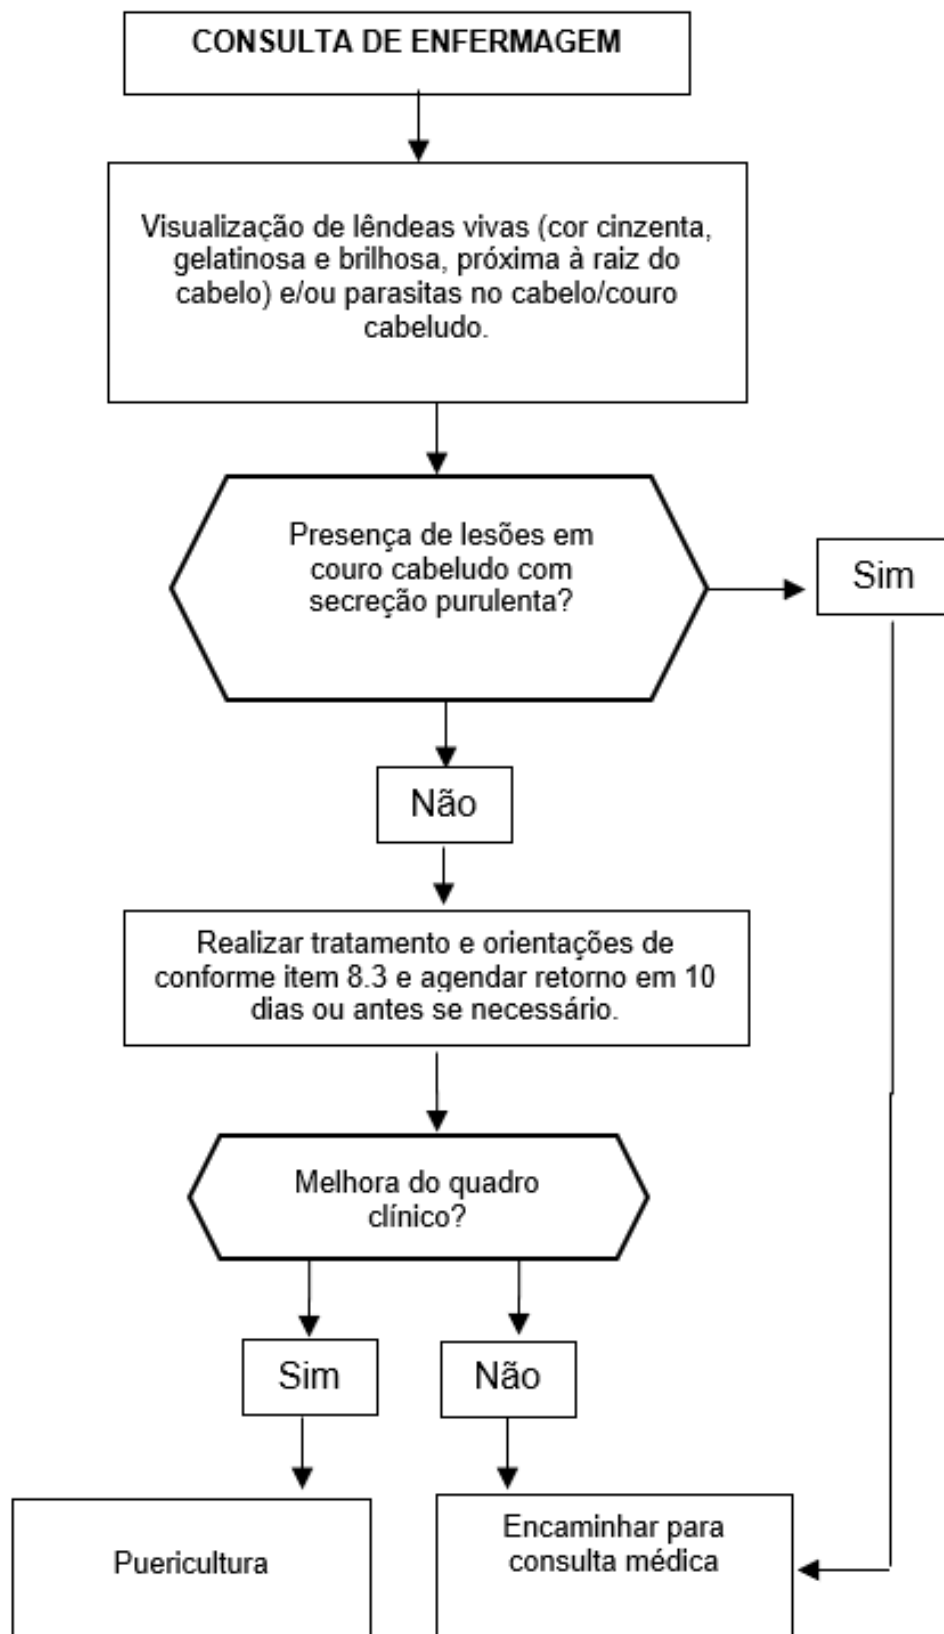 CONSULTA DE ENFERMAGEM
Visualização de lêndeas vivas (cor cinzenta,
gelatinosa e brilhosa, próxima à raiz do
cabelo) e/ou parasitas no cabelo/couro
cabeludo.
Presença de lesões em
couro cabeludo com
secreção purulenta?
Sim
Não
Realizar tratamento e orientações de
conforme item 8.3 e agendar retorno em 10
dias ou antes se necessário.
Melhora do quadro
clínico?
Sim
Não
Puericultura
Encaminhar para
consulta médica